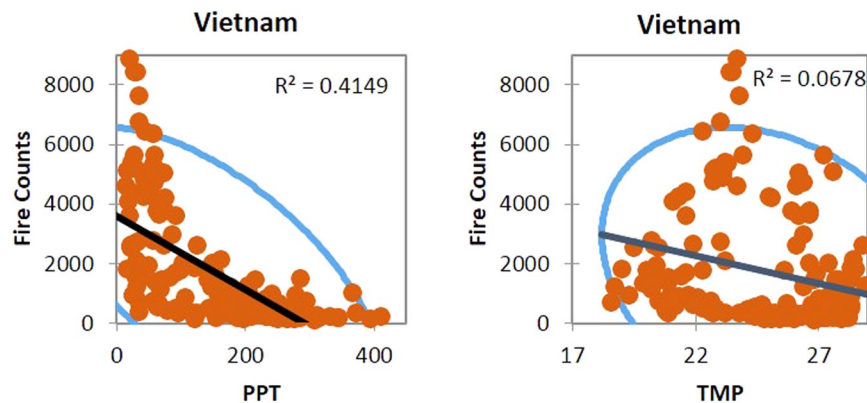 Vietnam
R² = 0.4149
Fire Counts
8000
6000
4000
2000
0
0
200
400
PPT
Vietnam
R² = 0.0678
Fire Counts
8000
6000
4000
2000
0
17
22
27
TMP